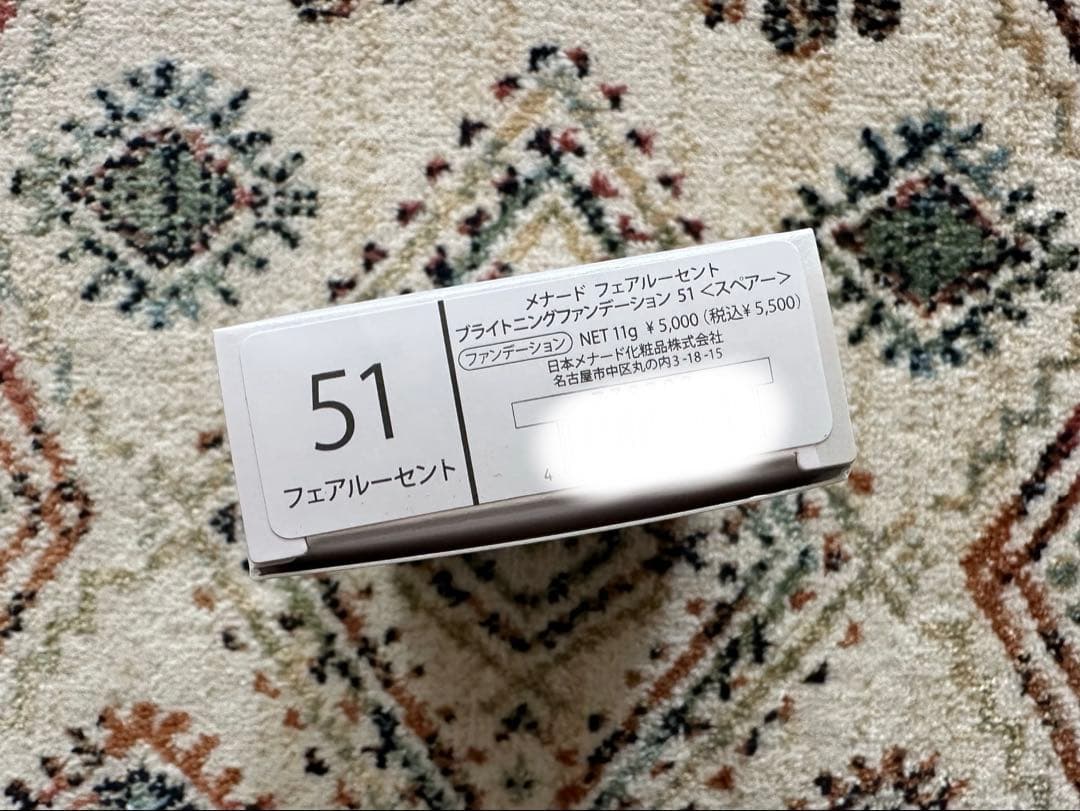 51
フェアルーセント
メナード フェアルーセント
ブライトニングファンデーション 51 <スペアー>
ファンデーション NET 11g ¥5,000 (税込¥5,500)
日本メナード化粧品株式会社
名古屋市中区丸の内3-18-15
4